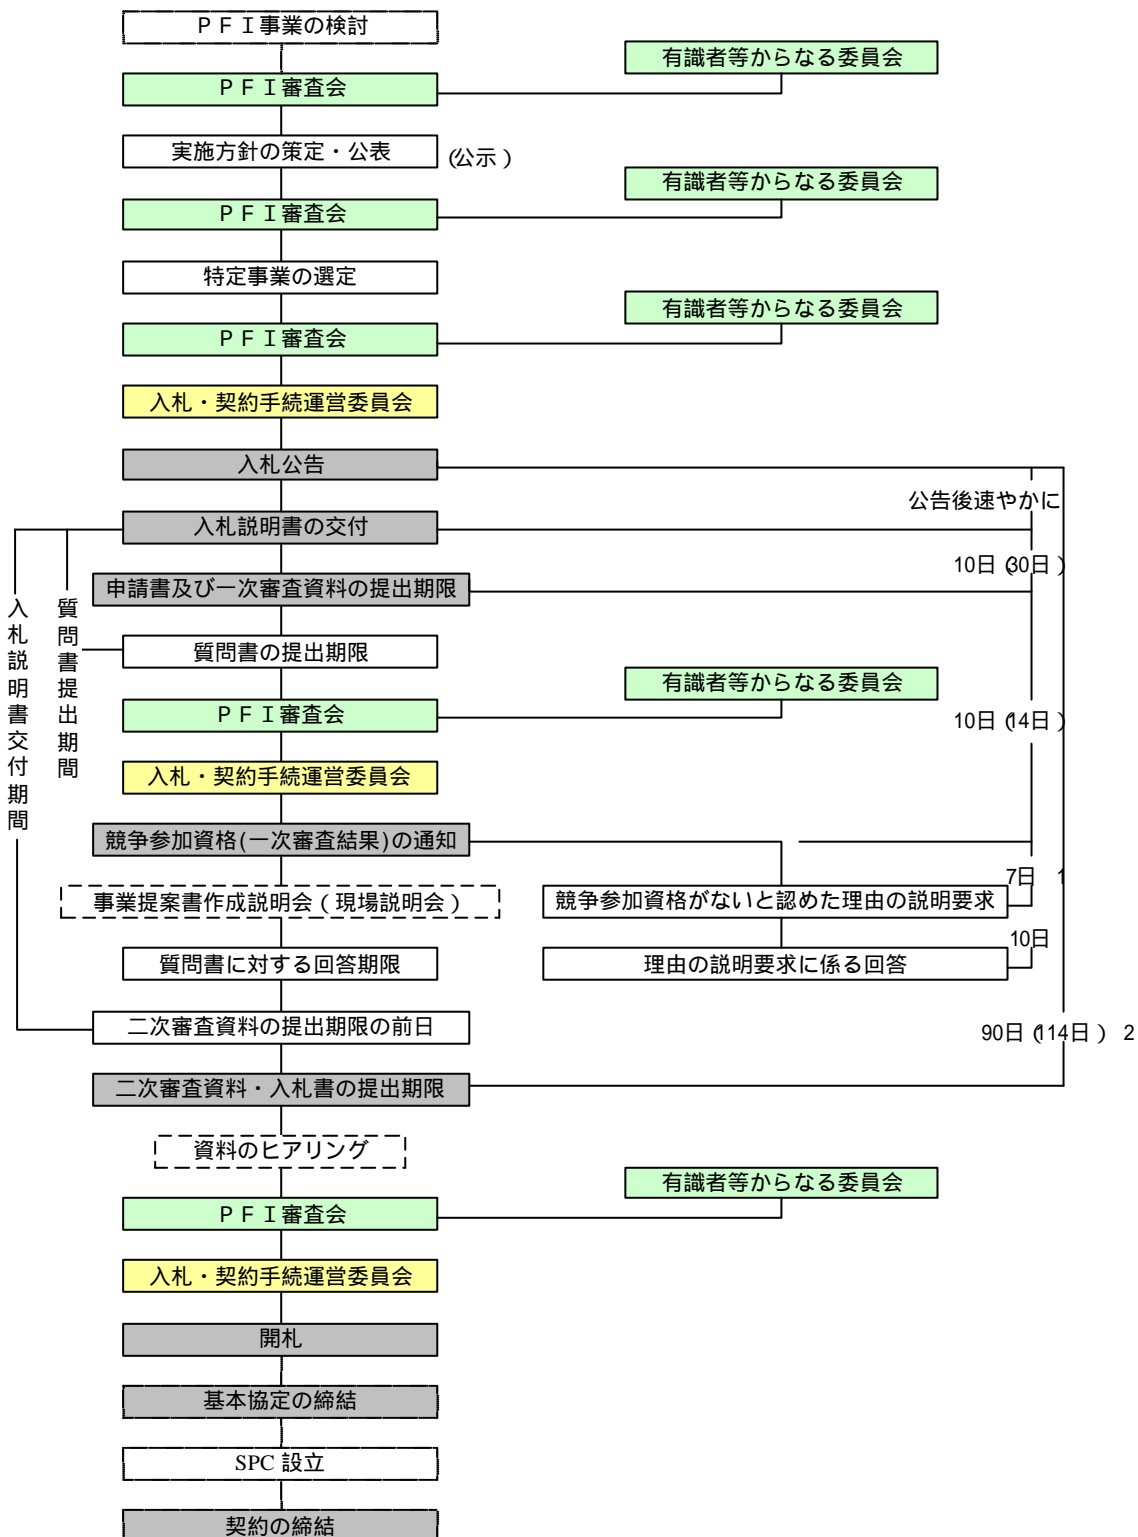 ＰＦＩ事業の検討
有識者等からなる委員会
ＰＦＩ審査会
実施方針の策定・公表
(公示）
有識者等からなる委員会
ＰＦＩ審査会
特定事業の選定
有識者等からなる委員会
ＰＦＩ審査会
入札・契約手続運営委員会
入札公告
公告後速やかに
入札説明書の交付
10日（30日）
申請書及び一次審査資料の提出期限
入札説明書交付期間
質問書提出期間
質問書の提出期限
有識者等からなる委員会
ＰＦＩ審査会
10日（14日）
入札・契約手続運営委員会
競争参加資格(一次審査結果)の通知
7日 1
事業提案書作成説明会（現場説明会）
競争参加資格がないと認めた理由の説明要求
10日
質問書に対する回答期限
理由の説明要求に係る回答
二次審査資料の提出期限の前日
90日（114日） 2
二次審査資料・入札書の提出期限
資料のヒアリング
有識者等からなる委員会
ＰＦＩ審査会
入札・契約手続運営委員会
開札
基本協定の締結
SPC 設立
契約の締結